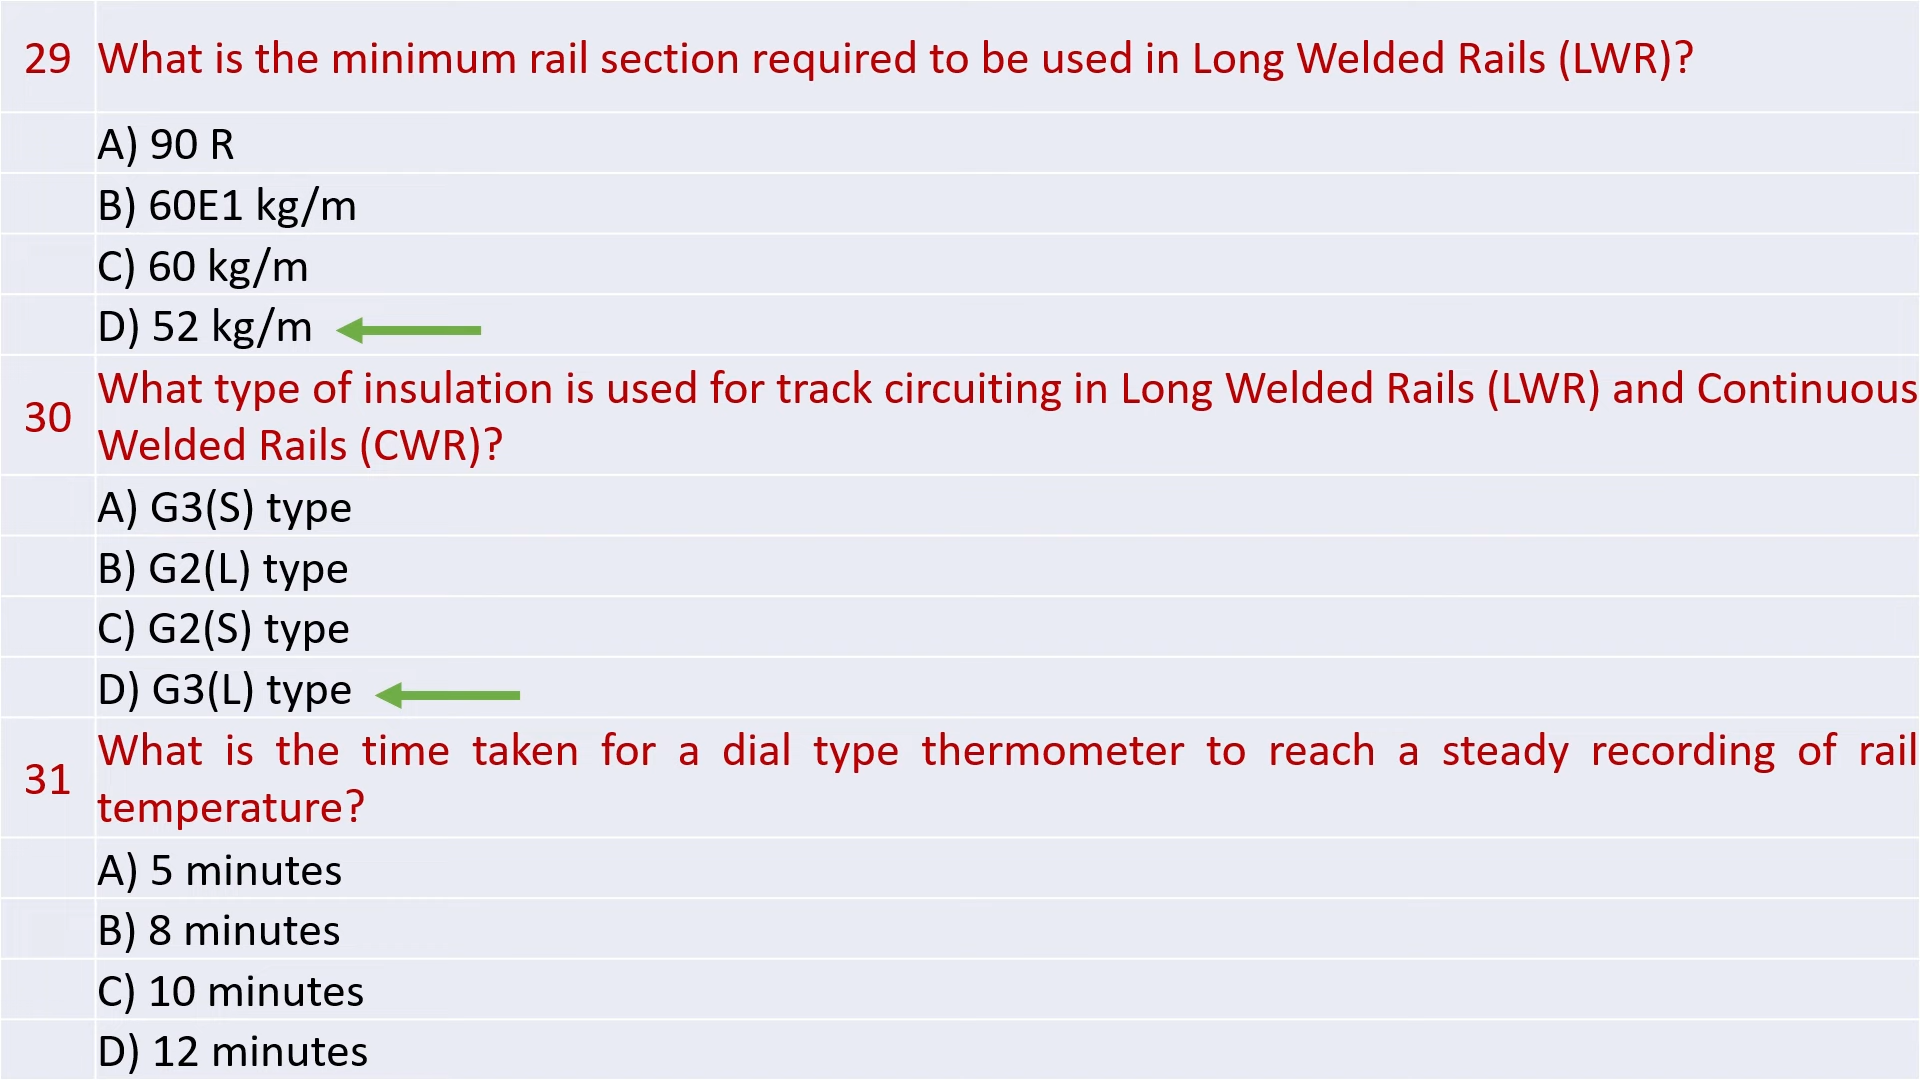 29 What is the minimum rail section required to be used in Long Welded Rails (LWR)?
A) 90 R
B) 60E1 kg/m
C) 60 kg/m
D) 52 kg/m
30 What type of insulation is used for track circuiting in Long Welded Rails (LWR) and Continuous
Welded Rails (CWR)?
A) G3(S) type
B) G2(L) type
C) G2(S) type
D) G3(L) type
31 What is the time taken for a dial type thermometer to reach a steady recording of rail
temperature?
A) 5 minutes
B) 8 minutes
C) 10 minutes
D) 12 minutes